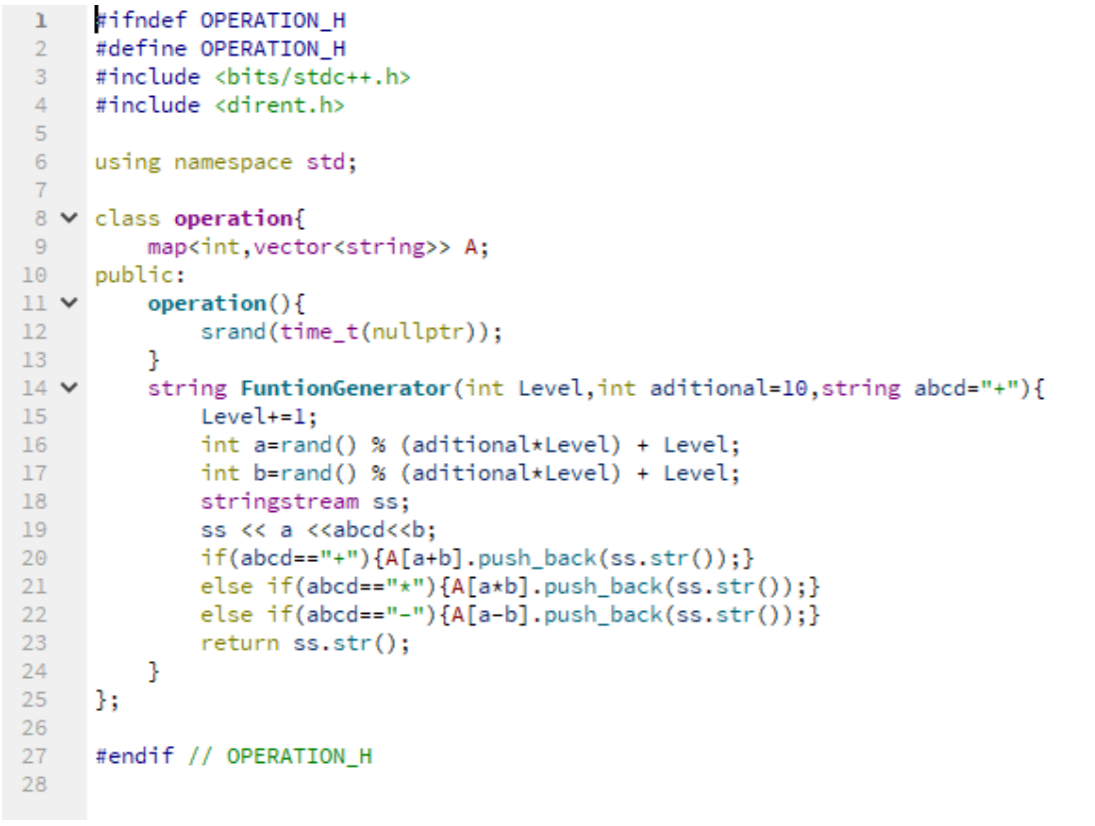 1 #ifndef OPERATION_H
2 #define OPERATION_H
3 #include <bits/stdc++.h>
4 #include <dirent.h>
5
6 using namespace std;
7
8 class operation{
9     map<int,vector<string>> A;
10 public:
11     operation(){
12         srand(time_t(nullptr));
13     }
14     string FuntionGenerator(int Level,int aditional=10,string abcd="+"){
15         Level+=1;
16         int a=rand() % (aditional*Level) + Level;
17         int b=rand() % (aditional*Level) + Level;
18         stringstream ss;
19         ss << a <<abcd<<b;
20         if(abcd=="+"){A[a+b].push_back(ss.str());}
21         else if(abcd=="*"){A[a*b].push_back(ss.str());}
22         else if(abcd=="-"){A[a-b].push_back(ss.str());}
23         return ss.str();
24     }
25 };
26
27 #endif // OPERATION_H
28